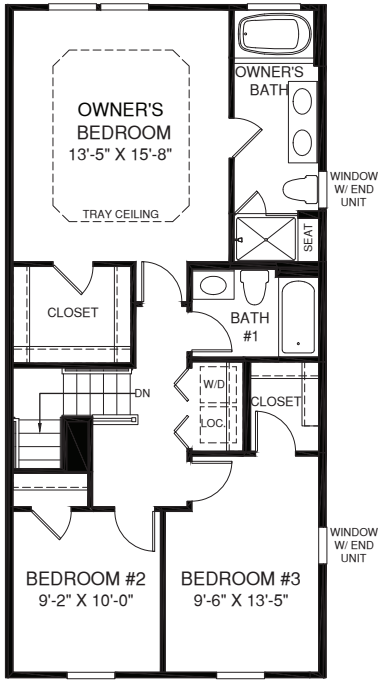 OWNER'S
BATH
OWNER'S
BEDROOM
13'-5" X 15'-8"
TRAY CEILING
WINDOW
W/ END
UNIT
SEAT
CLOSET
BATH
#1
W/D
LOC.
CLOSET
DN
WINDOW
W/ END
UNIT
BEDROOM #2
9'-2" X 10'-0"
BEDROOM #3
9'-6" X 13'-5"